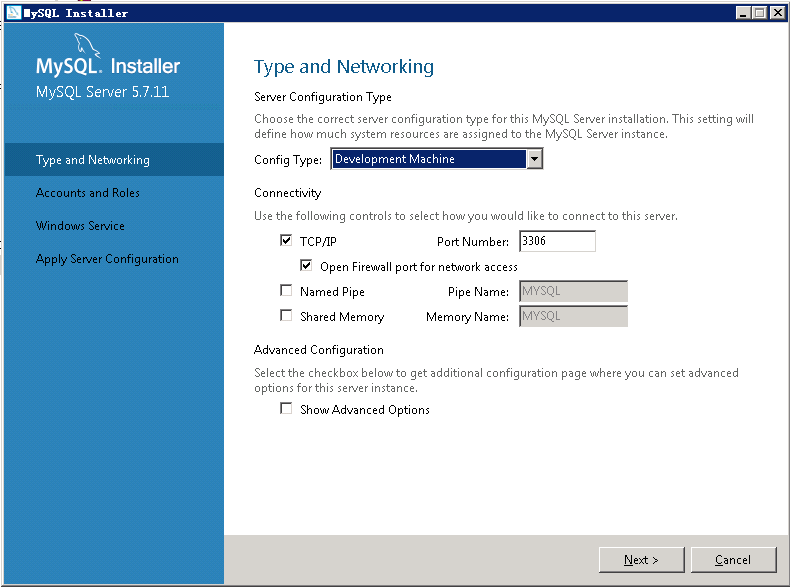 MySQL Installer
MySQL. Installer
MySQL Server 5.7.11
Type and Networking
Accounts and Roles
Windows Service
Apply Server Configuration
Type and Networking
Server Configuration Type
Choose the correct server configuration type for this MySQL Server installation. This setting will
define how much system resources are assigned to the MySQL Server instance.
Config Type: Development Machine
Connectivity
Use the following controls to select how you would like to connect to this server.
TCP/IP Port Number: 3306
Open Firewall port for network access
Named Pipe Pipe Name: MYSQL
Shared Memory Memory Name: MYSQL
Advanced Configuration
Select the checkbox below to get additional configuration page where you can set advanced
options for this server instance.
Show Advanced Options
Next > Cancel